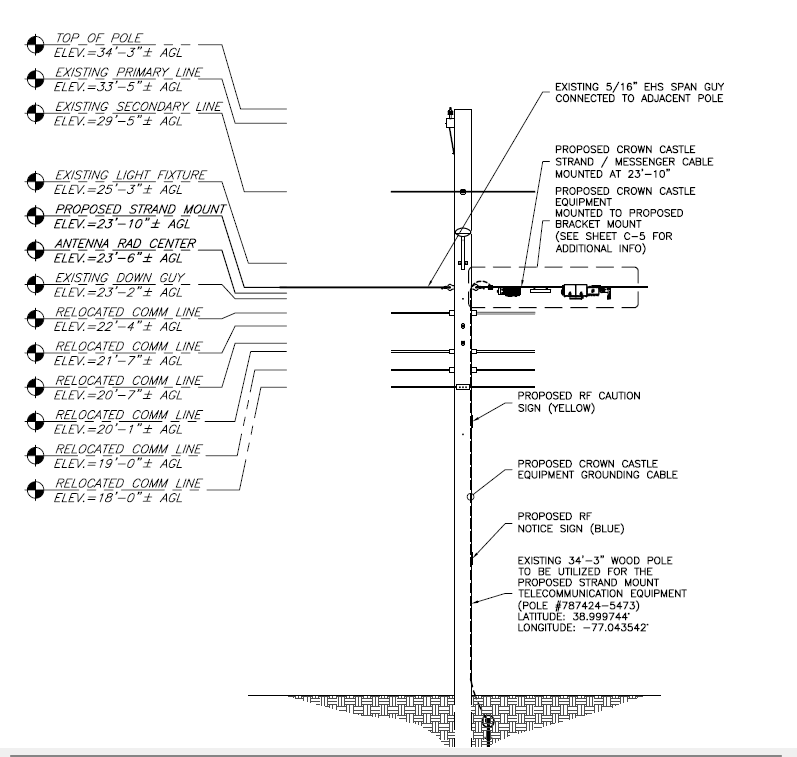 TOP OF POLE
ELEV.=34'-3"± AGL
EXISTING PRIMARY LINE
ELEV.=33'-5"± AGL
EXISTING SECONDARY LINE
ELEV.=29'-5"± AGL
EXISTING LIGHT FIXTURE
ELEV.=25'-3"± AGL
PROPOSED STRAND MOUNT
ELEV.=23'-10"± AGL
ANTENNA RAD CENTER
ELEV.=23'-6"± AGL
EXISTING DOWN GUY
ELEV.=23'-2"± AGL
RELOCATED COMM LINE
ELEV.=22'-4"± AGL
RELOCATED COMM LINE
ELEV.=21'-7"± AGL
RELOCATED COMM LINE
ELEV.=20'-7"± AGL
RELOCATED COMM LINE
ELEV.=20'-1"± AGL
RELOCATED COMM LINE
ELEV.=19'-0"± AGL
RELOCATED COMM LINE
ELEV.=18'-0"± AGL
EXISTING 5/16" EHS SPAN GUY
CONNECTED TO ADJACENT POLE
PROPOSED CROWN CASTLE
STRAND / MESSENGER CABLE
MOUNTED AT 23'-10"
PROPOSED CROWN CASTLE
EQUIPMENT
MOUNTED TO PROPOSED
BRACKET MOUNT
(SEE SHEET C-5 FOR
ADDITIONAL INFO)
PROPOSED RF CAUTION
SIGN (YELLOW)
PROPOSED CROWN CASTLE
EQUIPMENT GROUNDING CABLE
PROPOSED RF
NOTICE SIGN (BLUE)
EXISTING 34'-3" WOOD POLE
TO BE UTILIZED FOR THE
PROPOSED STRAND MOUNT
TELECOMMUNICATION EQUIPMENT
(POLE #787424-5473)
LATITUDE: 38.999744°
LONGITUDE: -77.043542°